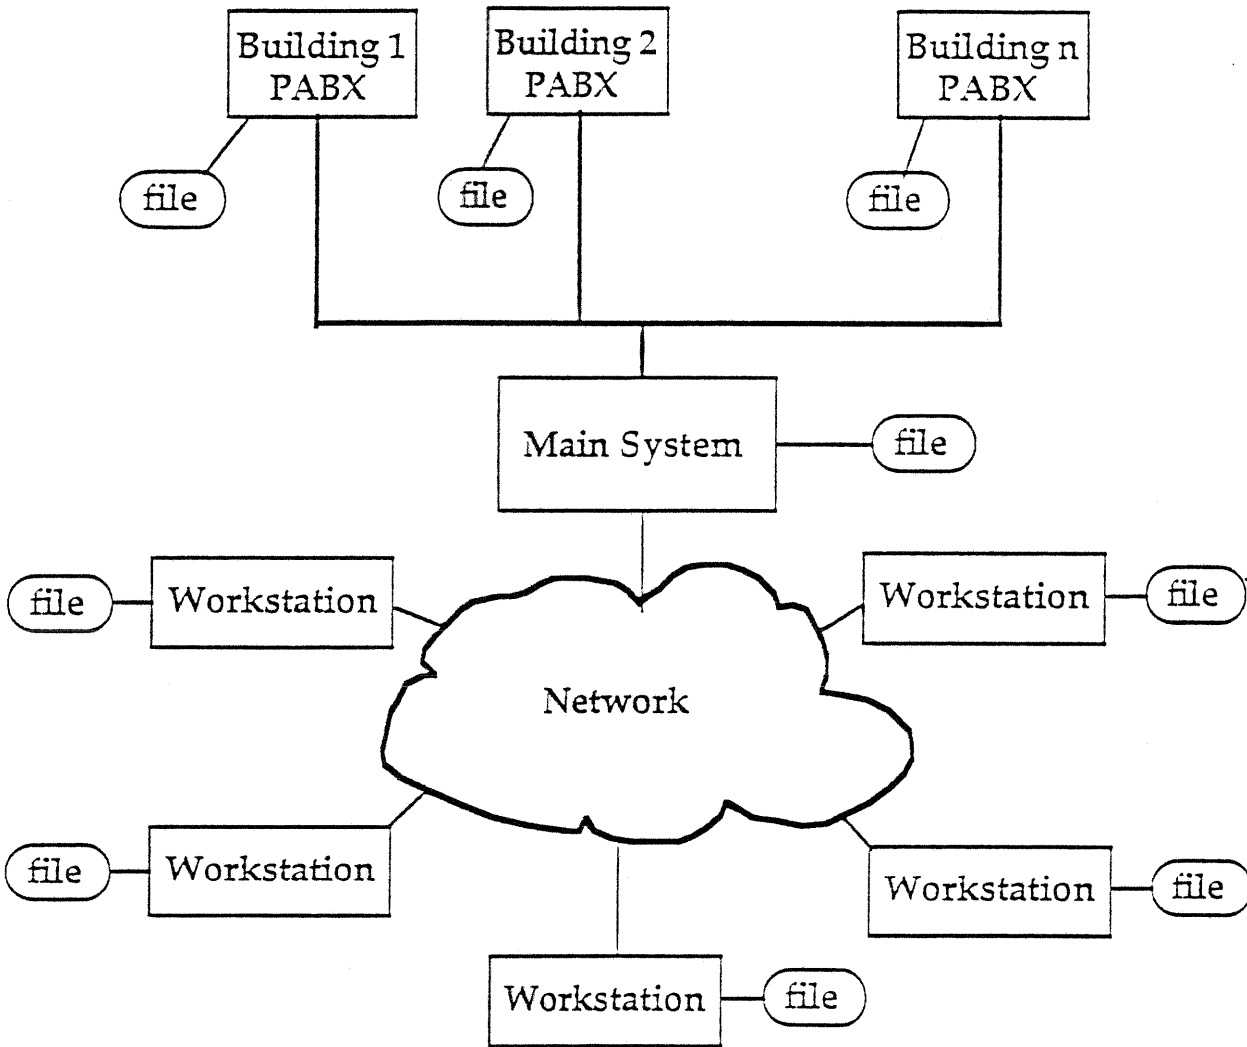 Building 1
PABX
Building 2
PABX
Building n
PABX
file
file
file
Main System
file
file
Workstation
Workstation
file
Network
file
Workstation
Workstation
file
Workstation
file